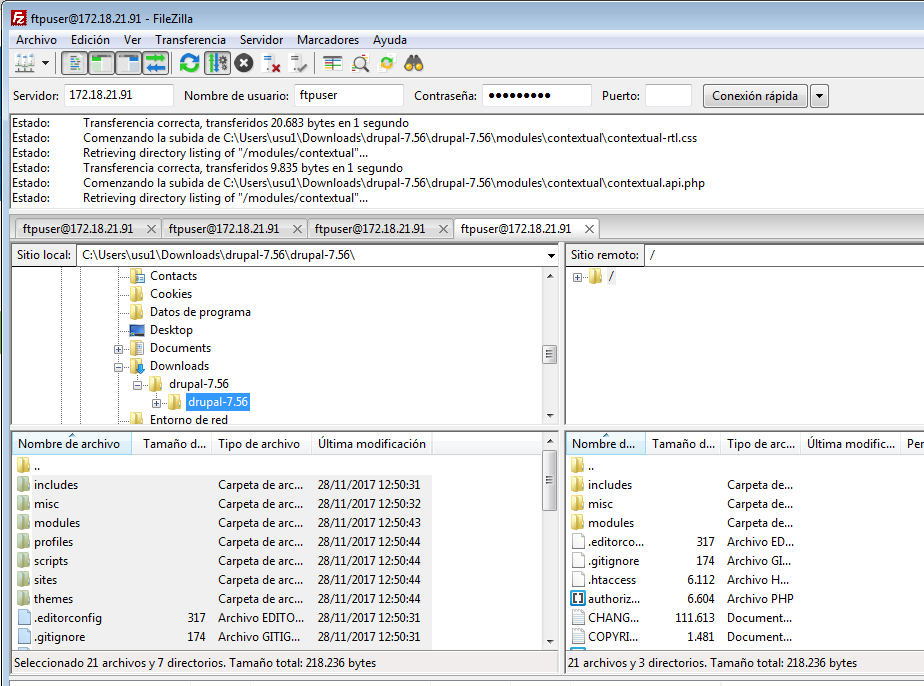 ftpuser@172.18.21.91 - FileZilla
Archivo Edición Ver Transferencia Servidor Marcadores Ayuda
Servidor: 172.18.21.91 Nombre de usuario: ftpuser Contraseña: ●●●●●●●●● Puerto: Conexión rápida
Estado: Transferencia correcta, transferidos 20.683 bytes en 1 segundo
Estado: Comenzando la subida de C:\Users\usu1\Downloads\drupal-7.56\drupal-7.56\modules\contextual\contextual-rtl.css
Estado: Retrieving directory listing of "/modules/contextual"...
Estado: Transferencia correcta, transferidos 9.835 bytes en 1 segundo
Estado: Comenzando la subida de C:\Users\usu1\Downloads\drupal-7.56\drupal-7.56\modules\contextual\contextual.api.php
Estado: Retrieving directory listing of "/modules/contextual"...
ftpuser@172.18.21.91 ftpuser@172.18.21.91 ftpuser@172.18.21.91 ftpuser@172.18.21.91
Sitio local: C:\Users\usu1\Downloads\drupal-7.56\drupal-7.56\
Contacts
Cookies
Datos de programa
Desktop
Documents
Downloads
drupal-7.56
drupal-7.56
Entorno de red
Sitio remoto: /
/
Nombre de archivo Tamaño d... Tipo de archivo Última modificación
..
includes Carpeta de arc... 28/11/2017 12:50:31
misc Carpeta de arc... 28/11/2017 12:50:32
modules Carpeta de arc... 28/11/2017 12:50:43
profiles Carpeta de arc... 28/11/2017 12:50:44
scripts Carpeta de arc... 28/11/2017 12:50:44
sites Carpeta de arc... 28/11/2017 12:50:44
themes Carpeta de arc... 28/11/2017 12:50:44
.editorconfig 317 Archivo EDITO... 28/11/2017 12:50:31
.gitignore 174 Archivo GITIG... 28/11/2017 12:50:31
Seleccionado 21 archivos y 7 directorios. Tamaño total: 218.236 bytes
Nombre d... Tamaño d... Tipo de arc... Última modific... Per
..
includes Carpeta de...
misc Carpeta de...
modules Carpeta de...
.editorco... 317 Archivo ED...
.gitignore 174 Archivo GI...
.htaccess 6.112 Archivo H...
authoriz... 6.604 Archivo PHP
CHANG... 111.613 Document...
COPYRI... 1.481 Document...
21 archivos y 3 directorios. Tamaño total: 218.236 bytes